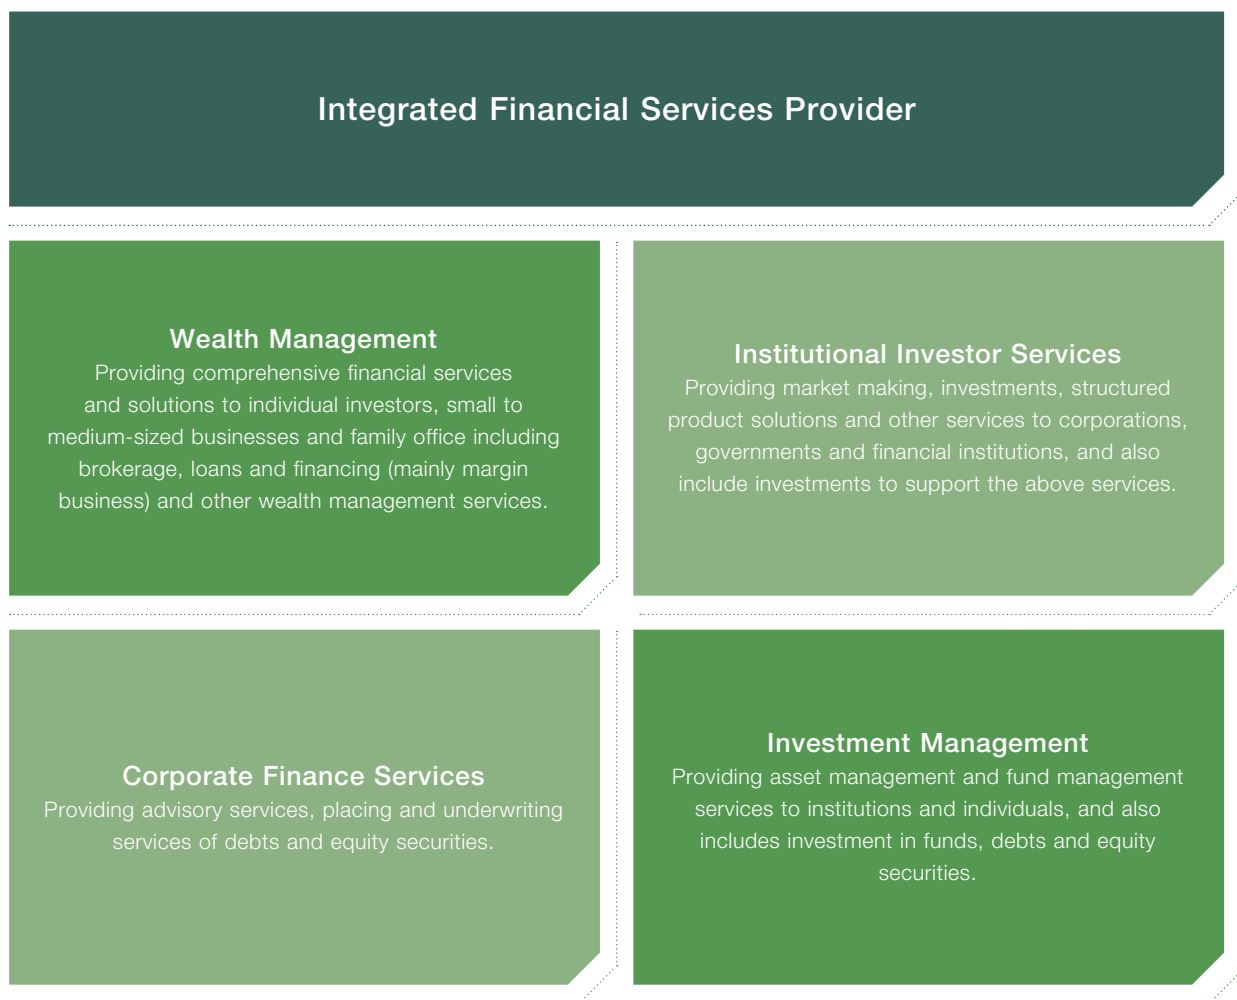 Integrated Financial Services Provider
Wealth Management
Providing comprehensive financial services
and solutions to individual investors, small to
medium-sized businesses and family office including
brokerage, loans and financing (mainly margin
business) and other wealth management services.
Institutional Investor Services
Providing market making, investments, structured
product solutions and other services to corporations,
governments and financial institutions, and also
include investments to support the above services.
Corporate Finance Services
Providing advisory services, placing and underwriting
services of debts and equity securities.
Investment Management
Providing asset management and fund management
services to institutions and individuals, and also
includes investment in funds, debts and equity
securities.